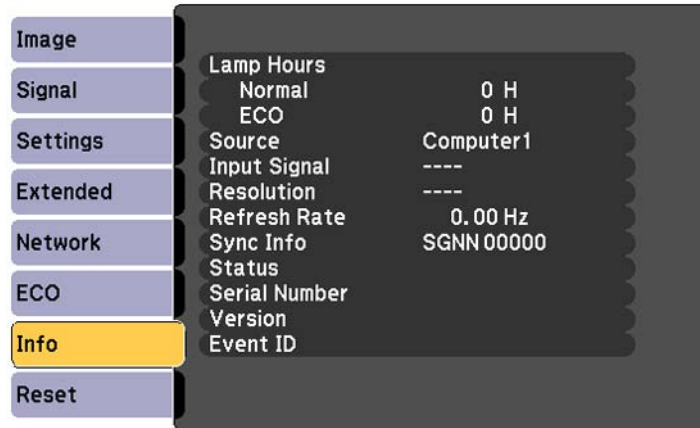 Image
Signal
Settings
Extended
Network
ECO
Info
Reset
Lamp Hours
Normal 0 H
ECO 0 H
Source Computer1
Input Signal ----
Resolution ----
Refresh Rate 0.00 Hz
Sync Info SGNN 00000
Status
Serial Number
Version
Event ID